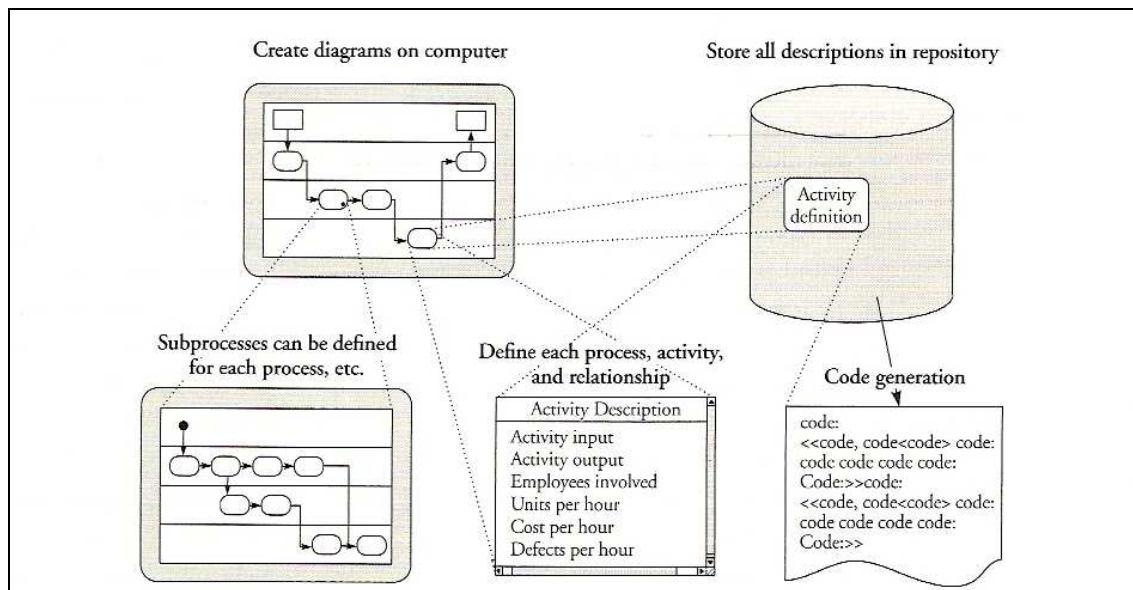 Create diagrams on computer
Store all descriptions in repository
Activity
definition
Subprocesses can be defined
for each process, etc.
Define each process, activity,
and relationship
Code generation
Activity Description
Activity input
Activity output
Employees involved
Units per hour
Cost per hour
Defects per hour
code:
<<code, code<code> code:
code code code code:
Code:>>code:
<<code, code<code> code:
code code code code:
Code:>>